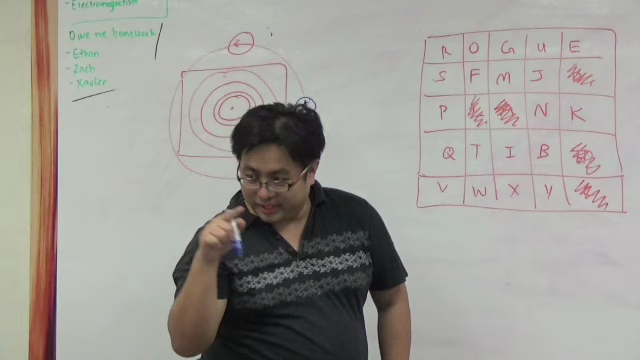 - Electromagnetism
Owe me homework
- Ethan
- Zach
- Xavier
R O G U E
S F M J
P N K
Q T I B
V W X Y